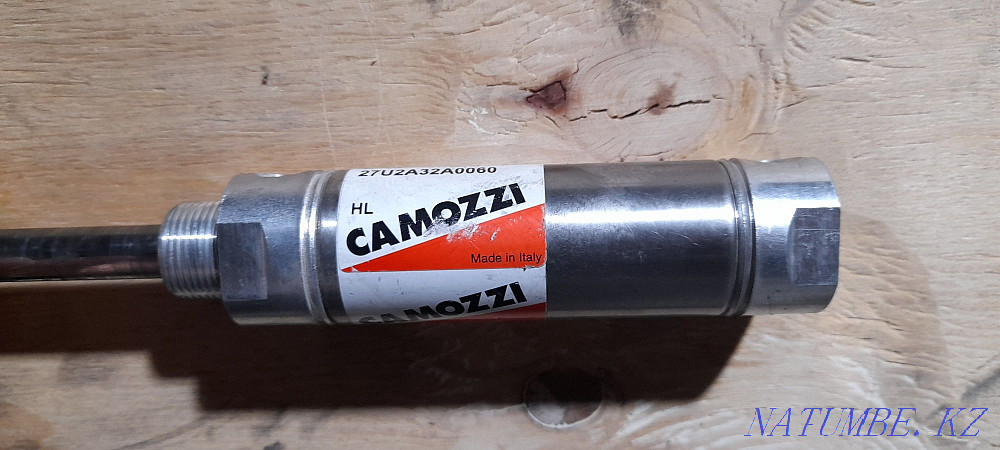 27U2A32A0060
HL
CAMOZZI
Made in Italy
CAMOZZI
NATUMBE.KZ